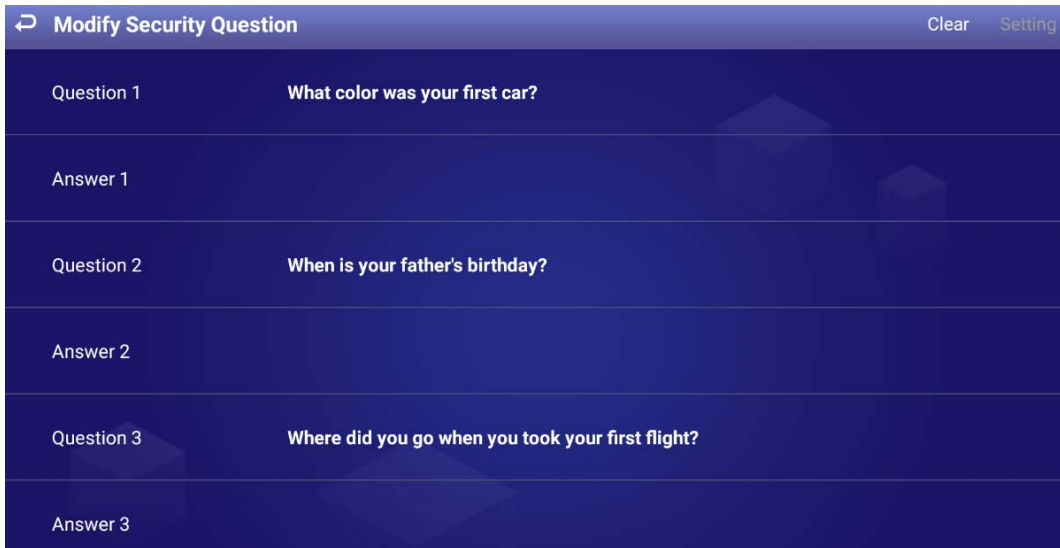 Modify Security Question Clear Setting
Question 1 What color was your first car?
Answer 1
Question 2 When is your father's birthday?
Answer 2
Question 3 Where did you go when you took your first flight?
Answer 3